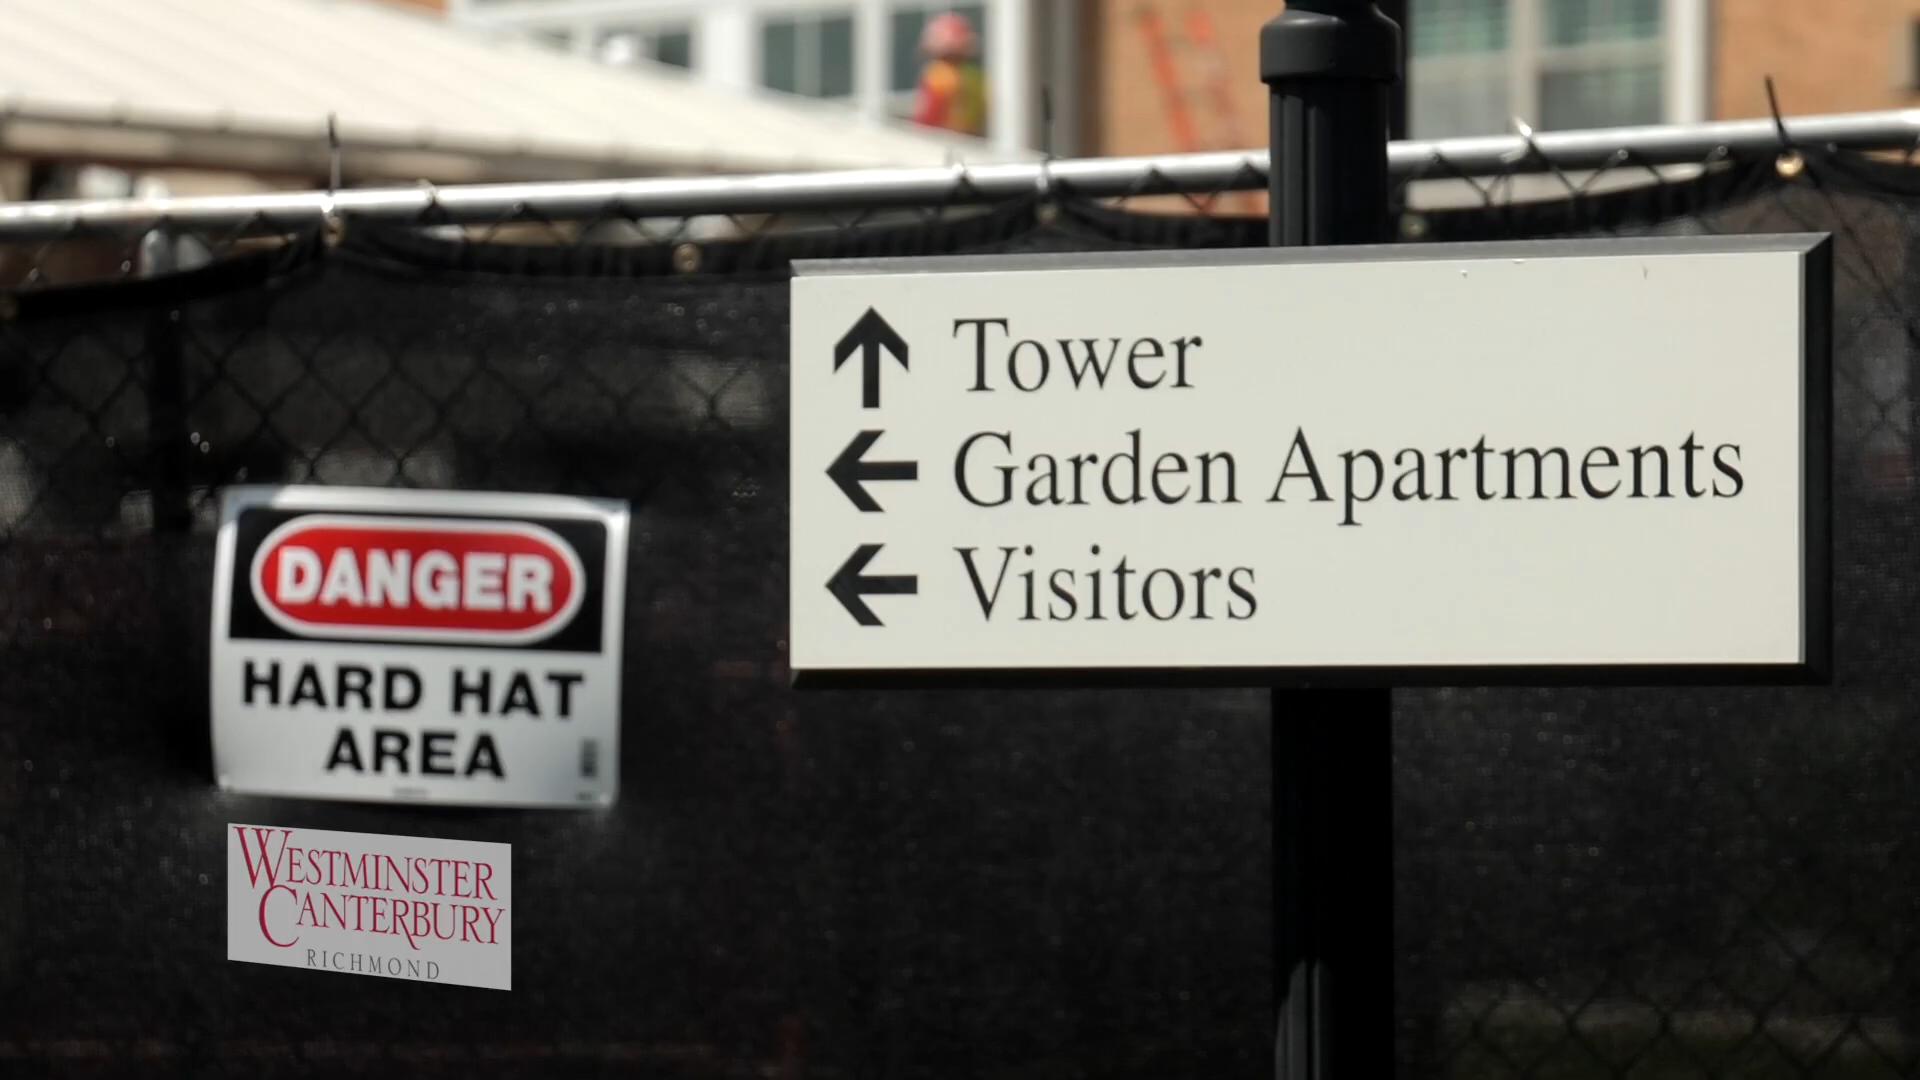 Tower
Garden Apartments
Visitors
DANGER
HARD HAT
AREA
WESTMINSTER
CANTERBURY
RICHMOND